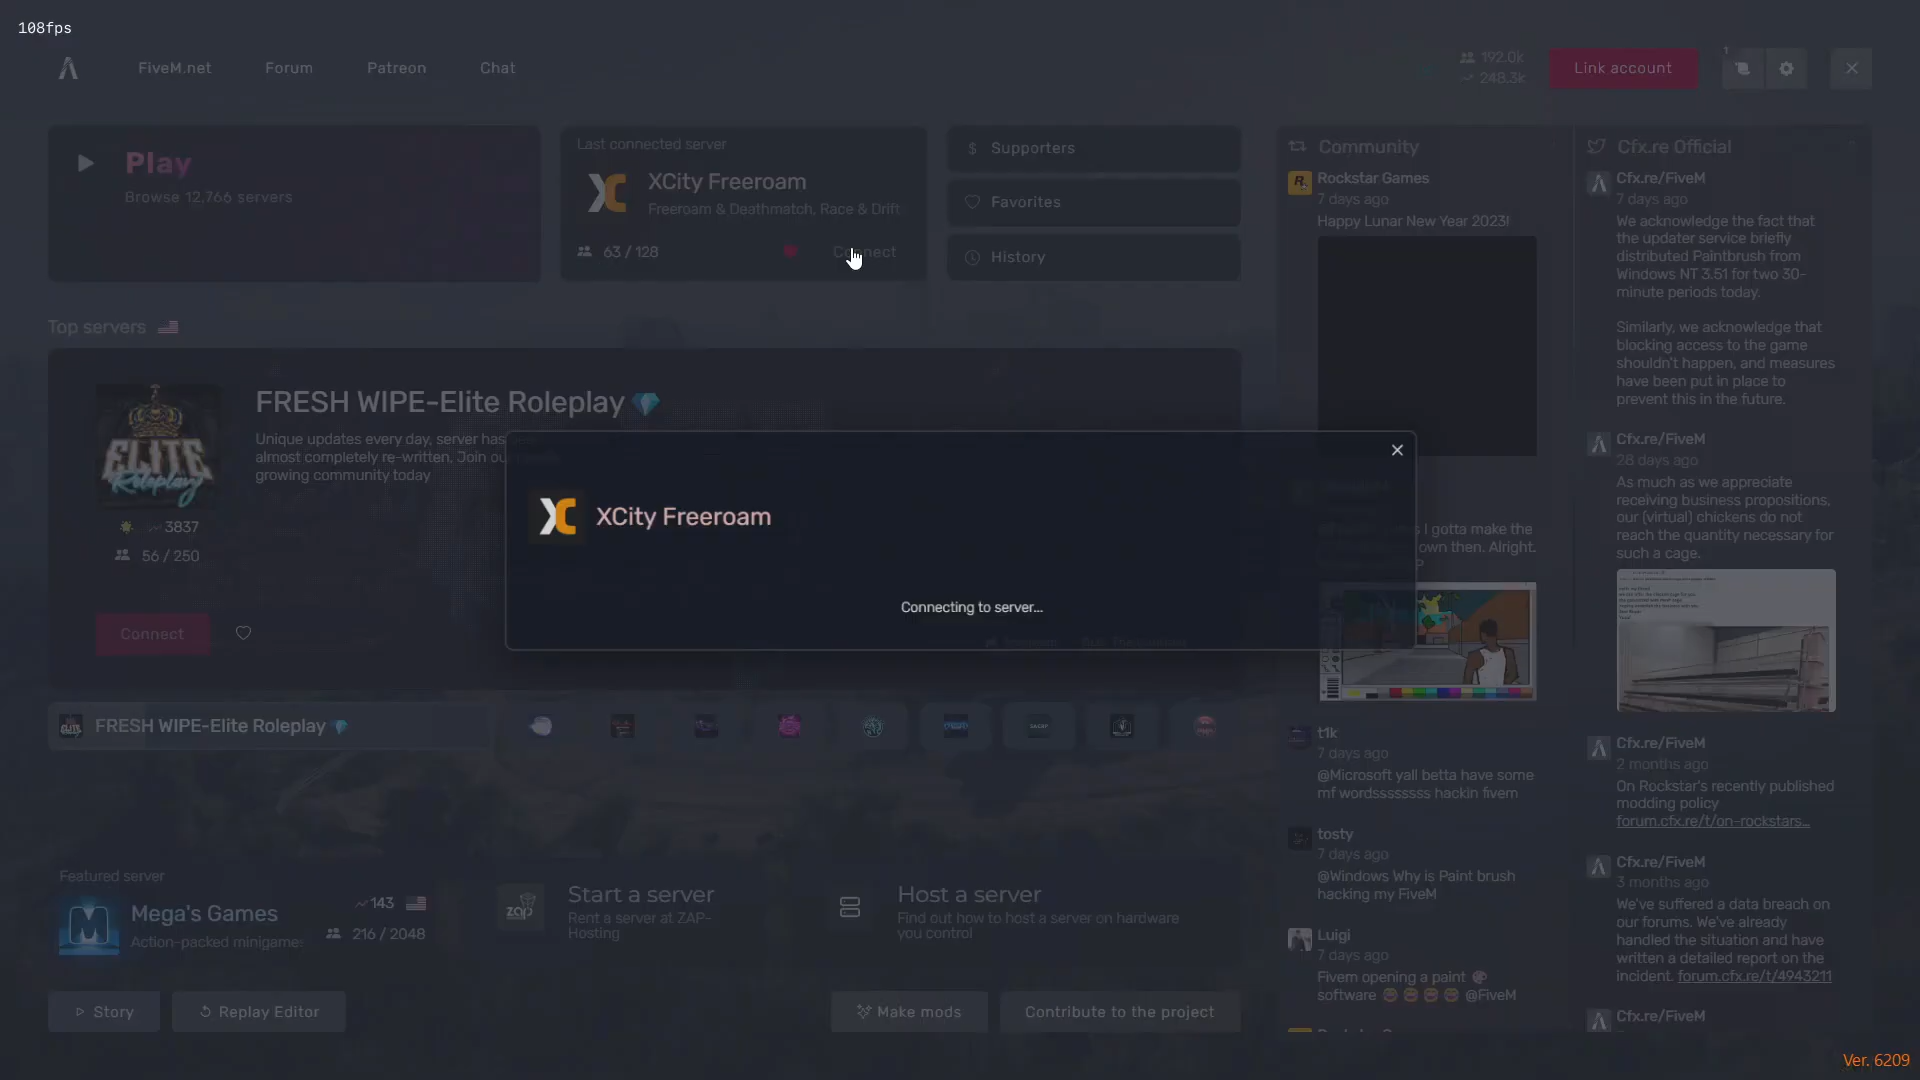 108fps
FiveM.net
Forum
Patreon
Chat
192.0k
248.3k
Link account
1
Play
Browse 12,766 servers
Last connected server
XCity Freeroam
Freeroam & Deathmatch, Race & Drift
63 / 128
Connect
Supporters
Favorites
History
Top servers
FRESH WIPE-Elite Roleplay
Unique updates every day, server has
almost completely re-written. Join ou
growing community today
ELITE
Roleplay
3837
56 / 250
Connect
XCity Freeroam
Connecting to server...
FRESH WIPE-Elite Roleplay
Featured server
Mega's Games
Action-packed minigame
143
216 / 2048
zap
Start a server
Rent a server at ZAP-
Hosting
Host a server
Find out how to host a server on hardware
you control
Story
Replay Editor
Make mods
Contribute to the project
Community
Rockstar Games
7 days ago
Happy Lunar New Year 2023!
I gotta make the
own then. Alright.
t1k
7 days ago
@Microsoft yall betta have some
mf wordsssssss hackin fivem
tosty
7 days ago
@Windows Why is Paint brush
hacking my FiveM
Luigi
7 days ago
Fivem opening a paint
software @FiveM
Cfx.re Official
Cfx.re/FiveM
7 days ago
We acknowledge the fact that
the updater service briefly
distributed Paintbrush from
Windows NT 3.51 for two 30-
minute periods today.
Similarly, we acknowledge that
blocking access to the game
shouldn't happen, and measures
have been put in place to
prevent this in the future.
Cfx.re/FiveM
28 days ago
As much as we appreciate
receiving business propositions,
our (virtual) chickens do not
reach the quantity necessary for
such a cage.
Cfx.re/FiveM
2 months ago
On Rockstar's recently published
modding policy
forum.cfx.re/t/on-rockstars...
Cfx.re/FiveM
3 months ago
We've suffered a data breach on
our forums. We've already
handled the situation and have
written a detailed report on the
incident. forum.cfx.re/t/4943211
Cfx.re/FiveM
Ver. 6209